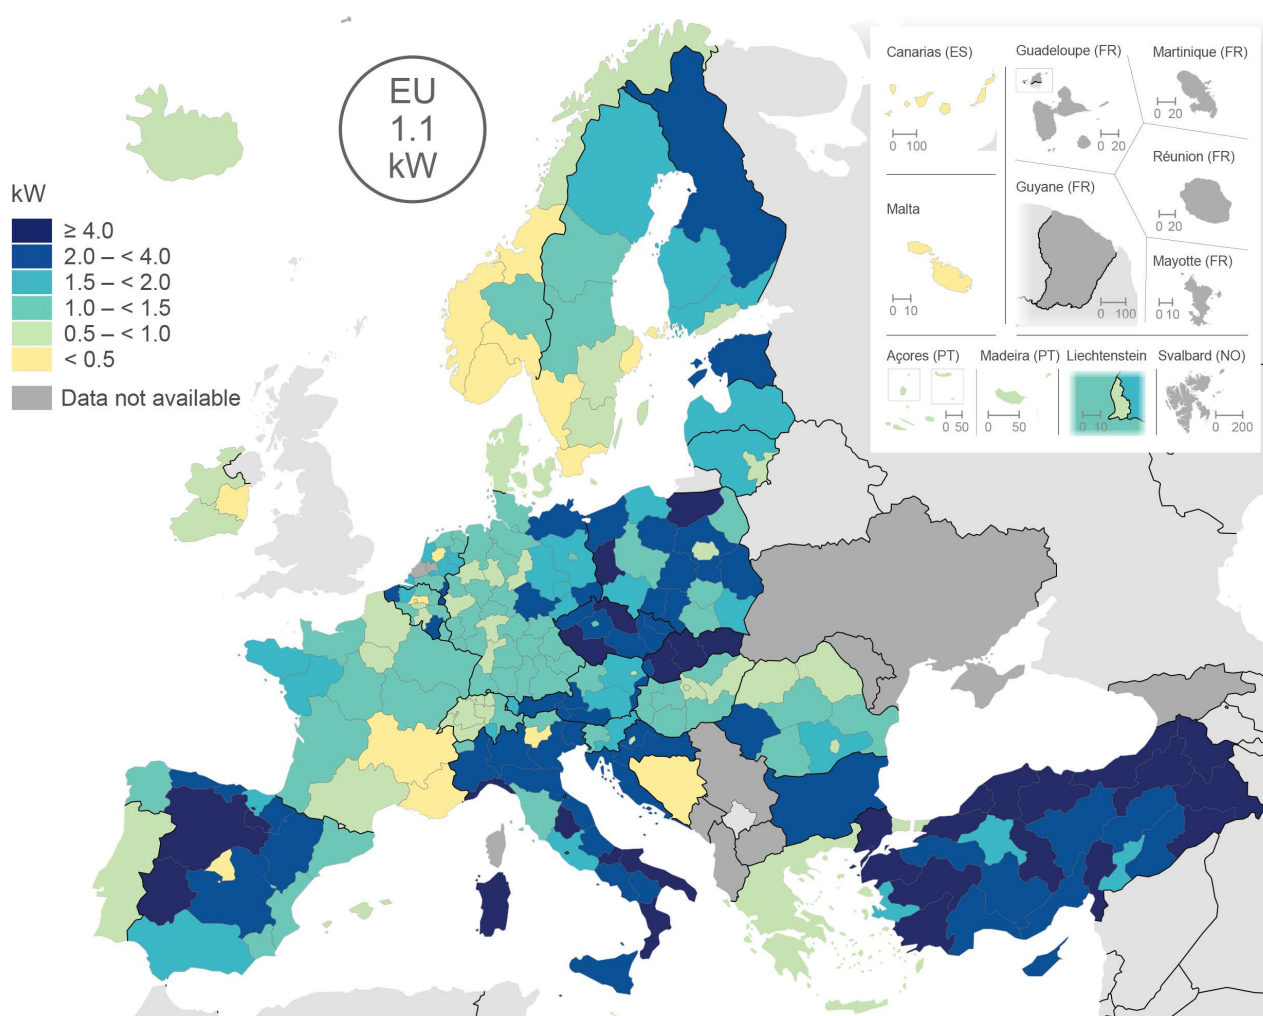 EU
1.1
kW
kW
≥ 4.0
2.0 – < 4.0
1.5 – < 2.0
1.0 – < 1.5
0.5 – < 1.0
< 0.5
Data not available
Canarias (ES)
0 100
Guadeloupe (FR)
0 20
Martinique (FR)
0 20
Réunion (FR)
0 20
Guyane (FR)
0 100
Malta
0 10
Mayotte (FR)
0 10
Açores (PT)
0 50
Madeira (PT)
0 50
Liechtenstein
0 10
Svalbard (NO)
0 200